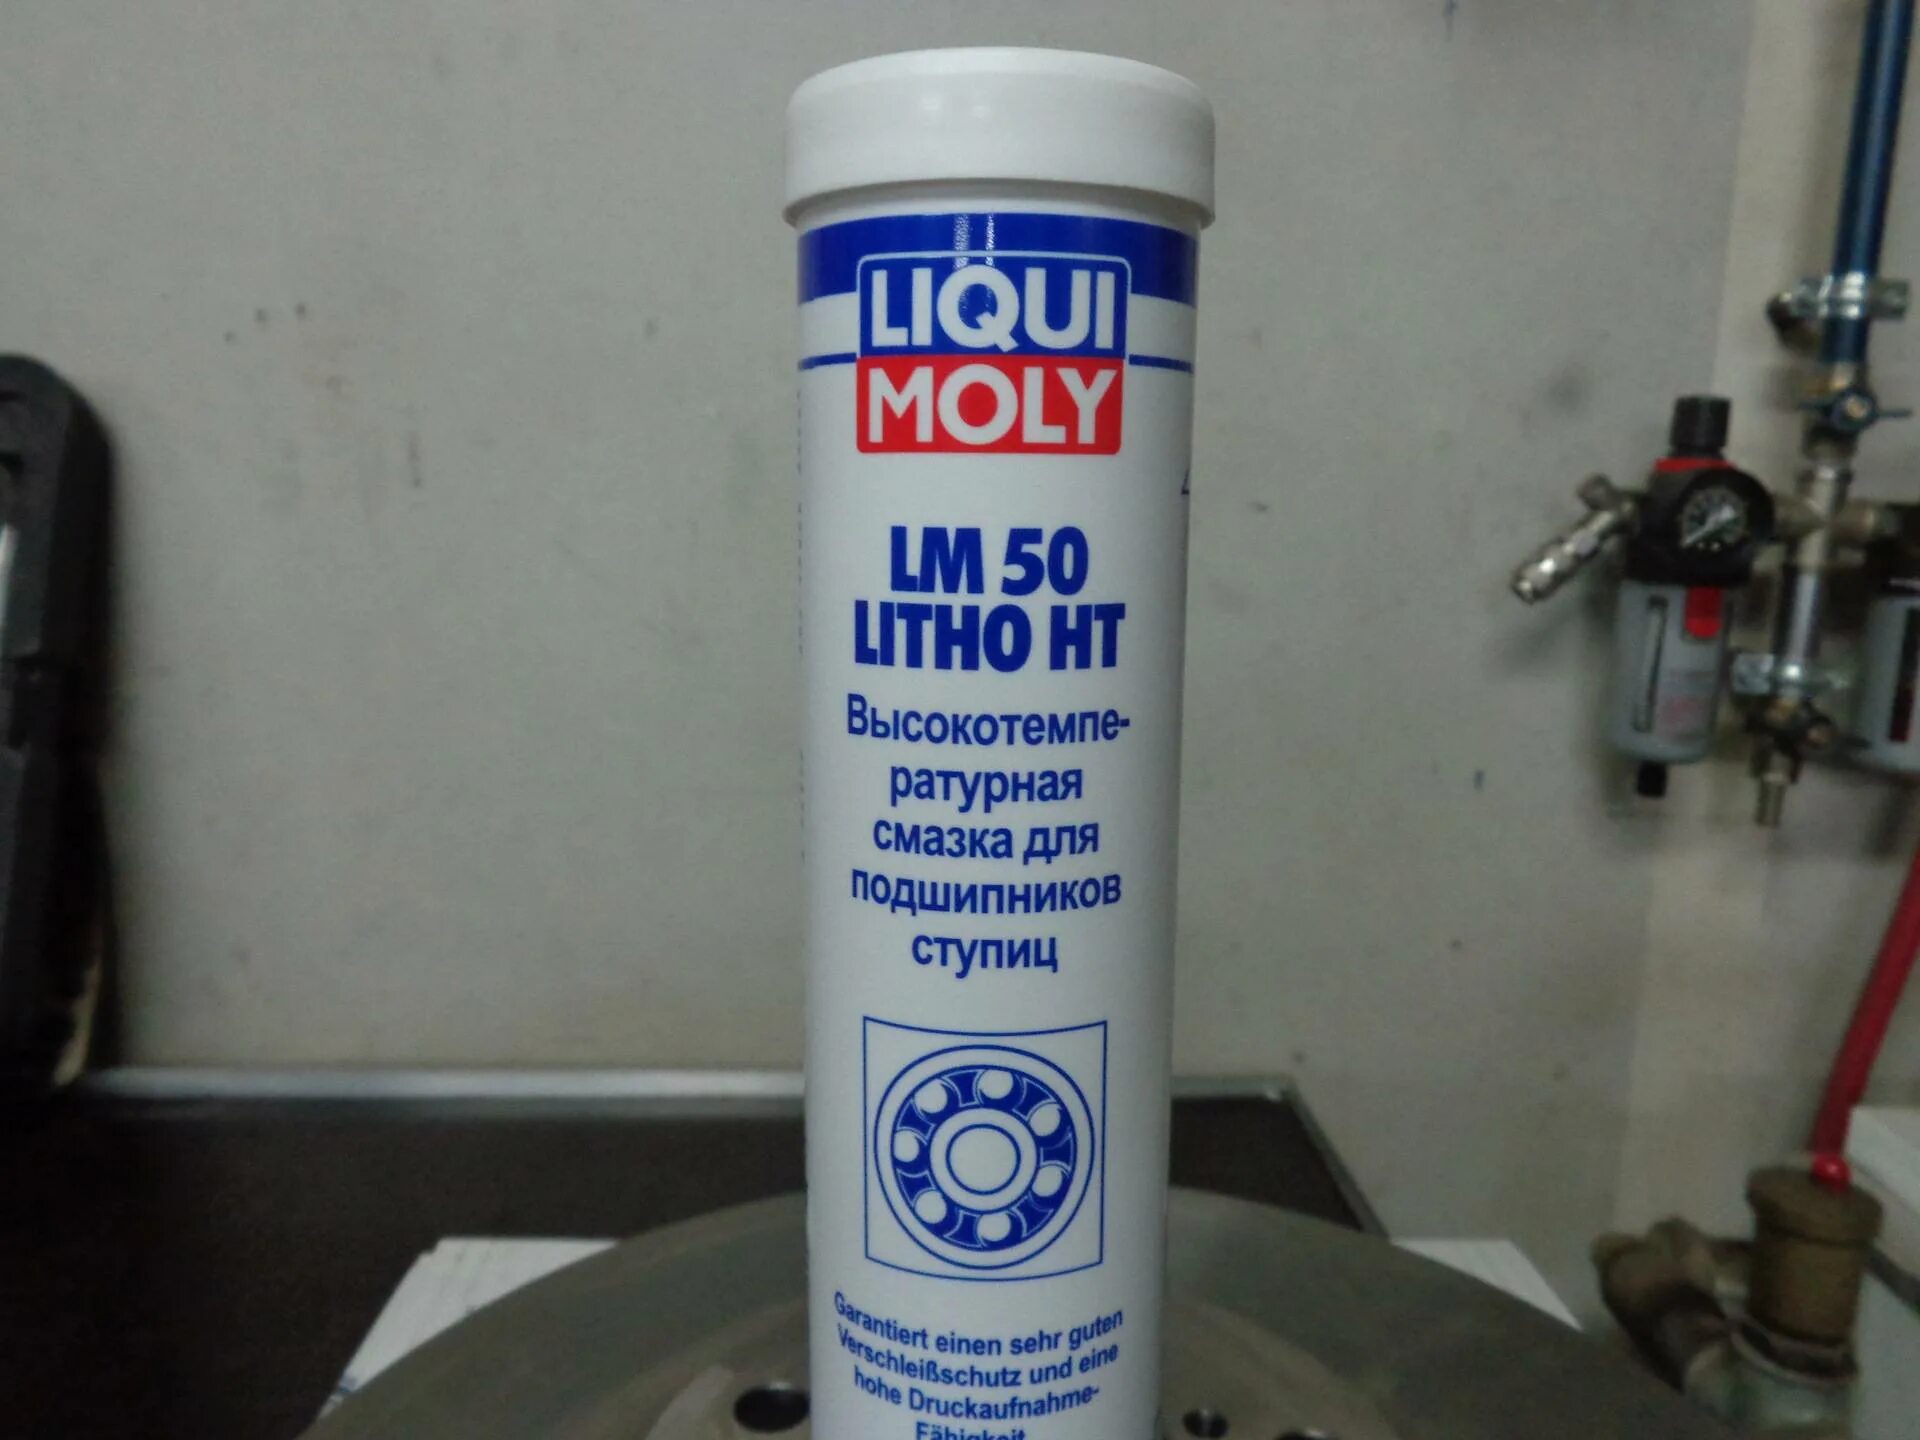 LIQUI
MOLY
LM 50
LITHO HT
Высокотемпе-
ратурная
смазка для
подшипников
ступиц
Garantiert einen sehr guten
Verschleißschutz und eine
hohe Druckaufnahme-
Fähigkeit